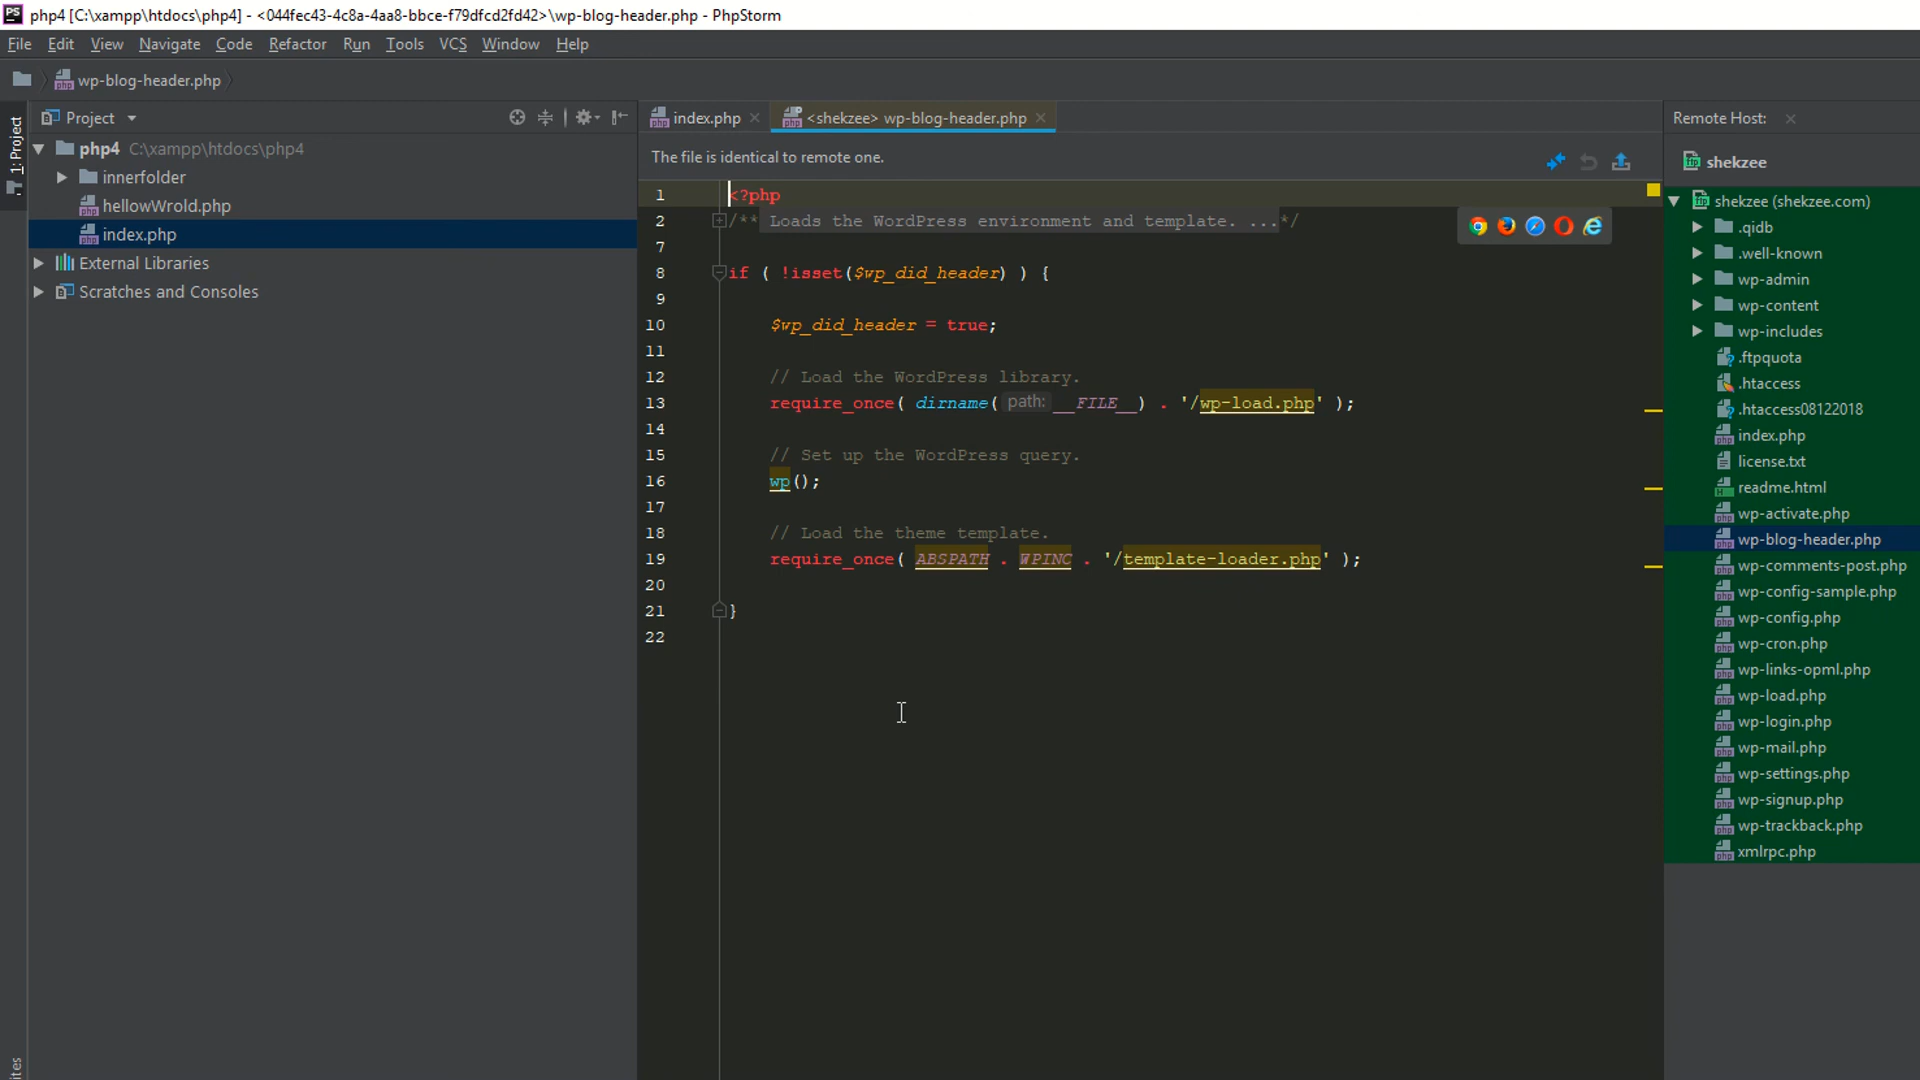 PS php4 [C:\xampp\htdocs\php4] - <044fec43-4c8a-4aa8-bbce-f79dfcd2fd42>\wp-blog-header.php - PhpStorm
File Edit View Navigate Code Refactor Run Tools VCS Window Help
wp-blog-header.php
1: Project
Project
php4 C:\xampp\htdocs\php4
innerfolder
hellowWrold.php
index.php
External Libraries
Scratches and Consoles
index.php
<shekzee> wp-blog-header.php
The file is identical to remote one.
1 <?php
2 /** Loads the WordPress environment and template. ...*/
7
8 if ( !isset($wp_did_header) ) {
9
10 $wp_did_header = true;
11
12 // Load the WordPress library.
13 require_once( dirname( path: __FILE__) . '/wp-load.php' );
14
15 // Set up the WordPress query.
16 wp();
17
18 // Load the theme template.
19 require_once( ABSPATH . WPINC . '/template-loader.php' );
20
21 }
22
Remote Host:
shekzee
shekzee (shekzee.com)
.qidb
.well-known
wp-admin
wp-content
wp-includes
.ftpquota
.htaccess
.htaccess08122018
index.php
license.txt
readme.html
wp-activate.php
wp-blog-header.php
wp-comments-post.php
wp-config-sample.php
wp-config.php
wp-cron.php
wp-links-opml.php
wp-load.php
wp-login.php
wp-mail.php
wp-settings.php
wp-signup.php
wp-trackback.php
xmlrpc.php